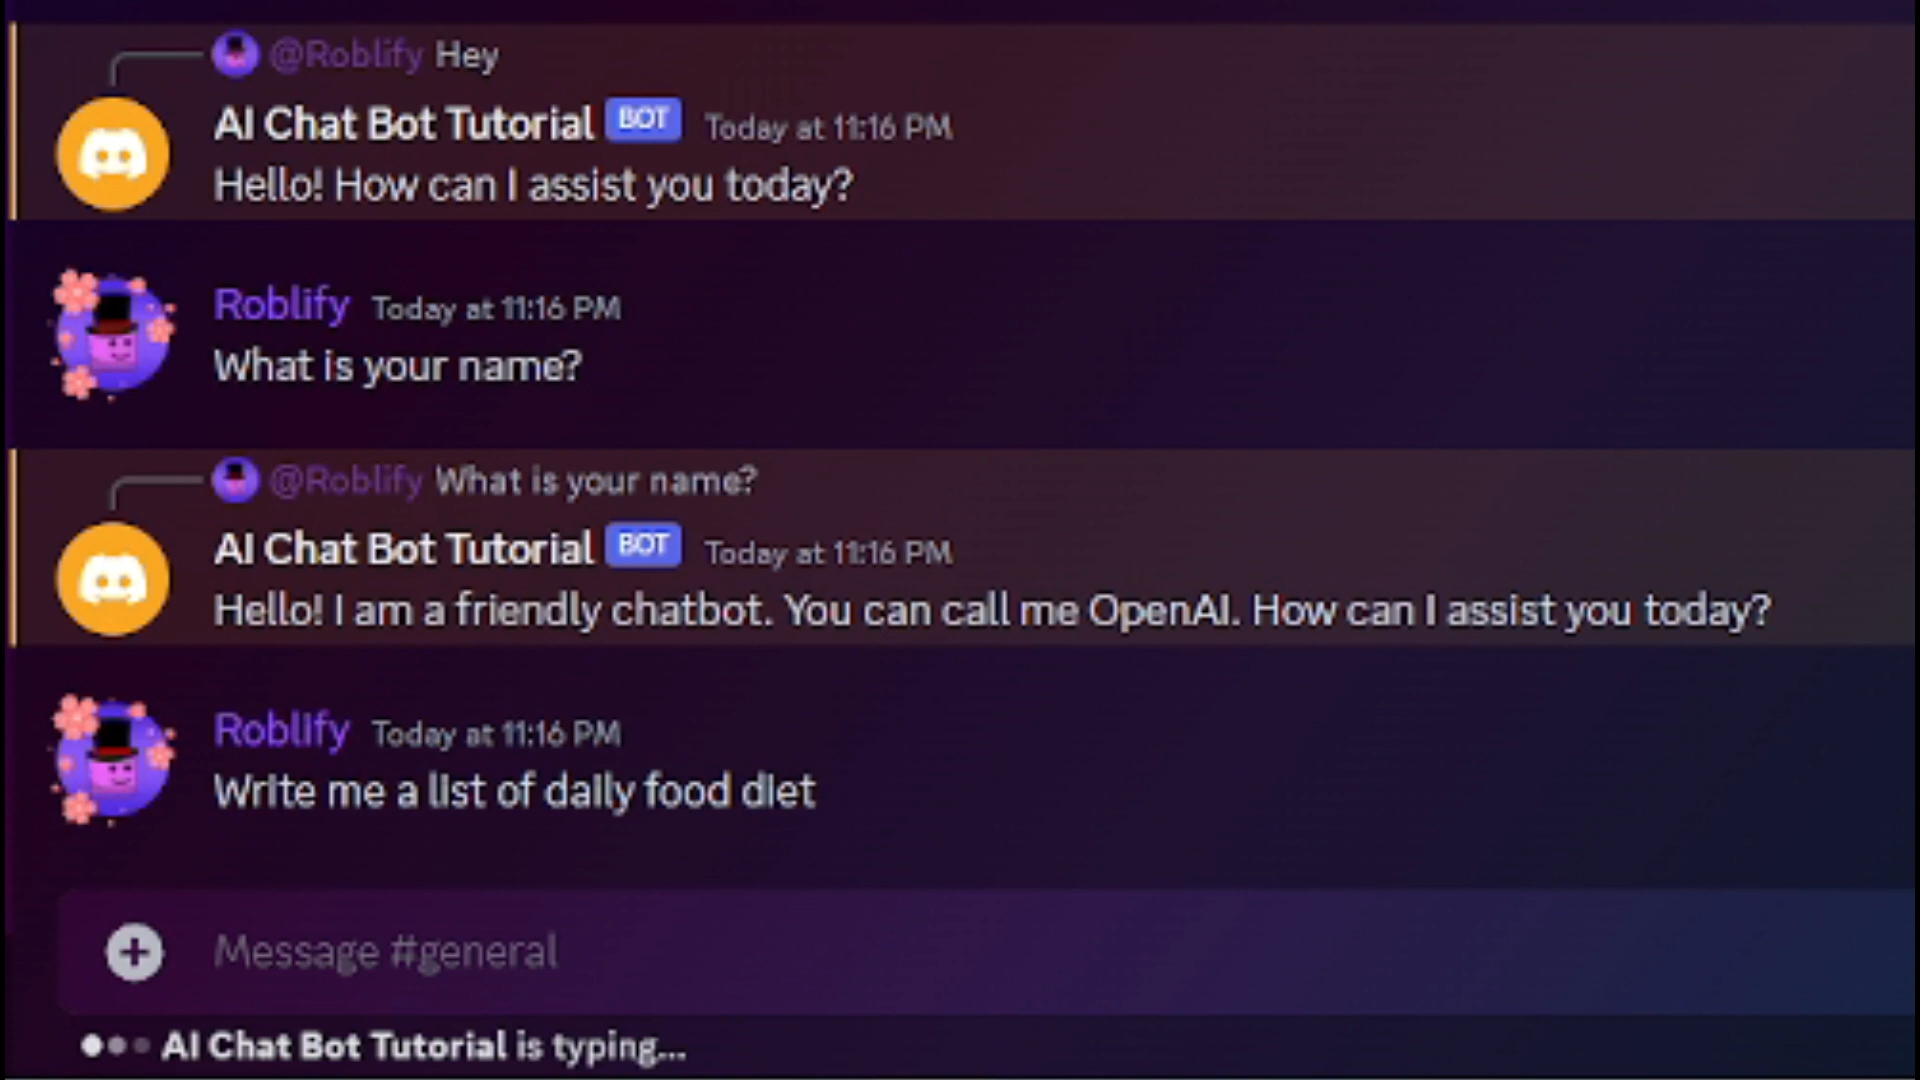 @Roblify Hey
AI Chat Bot Tutorial BOT Today at 11:16 PM
Hello! How can I assist you today?
Roblify Today at 11:16 PM
What is your name?
@Roblify What is your name?
AI Chat Bot Tutorial BOT Today at 11:16 PM
Hello! I am a friendly chatbot. You can call me OpenAI. How can I assist you today?
Roblify Today at 11:16 PM
Write me a list of daily food diet
Message #general
AI Chat Bot Tutorial is typing...